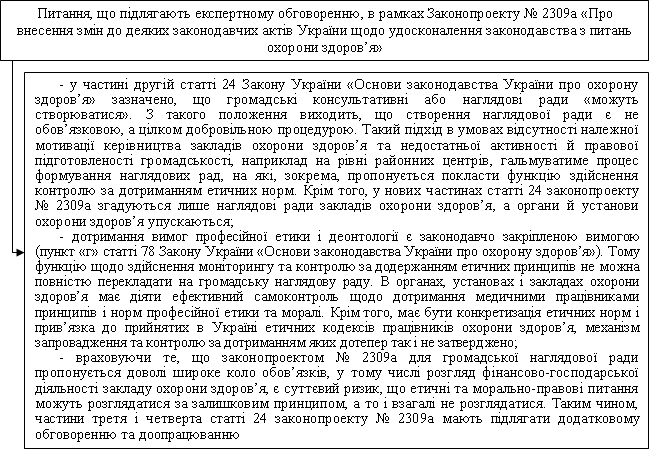 Питання, що підлягають експертному обговоренню, в рамках Законопроекту № 2309а «Про
внесення змін до деяких законодавчих актів України щодо удосконалення законодавства з питань
охорони здоров’я»
- у частині другій статті 24 Закону України «Основи законодавства України про охорону
здоров’я» зазначено, що громадські консультативні або наглядові ради «можуть
створюватися». З такого положення виходить, що створення наглядової ради є не
обов’язковою, а цілком добровільною процедурою. Такий підхід в умовах відсутності належної
мотивації керівництва закладів охорони здоров’я та недостатньої активності й правової
підготовленості громадськості, наприклад на рівні районних центрів, гальмуватиме процес
формування наглядових рад, на які, зокрема, пропонується покласти функцію здійснення
контролю за дотриманням етичних норм. Крім того, у нових частинах статті 24 законопроекту
№ 2309а згадуються лише наглядові ради закладів охорони здоров’я, а органи й установи
охорони здоров’я упускаються;
- дотримання вимог професійної етики і деонтології є законодавчо закріпленою вимогою
(пункт «г» статті 78 Закону України «Основи законодавства України про охорону здоров’я»). Тому
функцію щодо здійснення моніторингу та контролю за додержанням етичних принципів не можна
повністю перекладати на громадську наглядову раду. В органах, установах і закладах охорони
здоров’я має діяти ефективний самоконтроль щодо дотримання медичними працівниками
принципів і норм професійної етики та моралі. Крім того, має бути конкретизація етичних норм і
прив’язка до прийнятих в Україні етичних кодексів працівників охорони здоров’я, механізм
запровадження та контролю за дотриманням яких дотепер так і не затверджено;
- враховуючи те, що законопроектом № 2309а для громадської наглядової ради
пропонується доволі широке коло обов’язків, у тому числі розгляд фінансово-господарської
діяльності закладу охорони здоров’я, є суттєвий ризик, що етичні та морально-правові питання
можуть розглядатися за залишковим принципом, а то і взагалі не розглядатися. Таким чином,
частини третя і четверта статті 24 законопроекту № 2309а мають підлягати додатковому
обговоренню та доопрацюванню